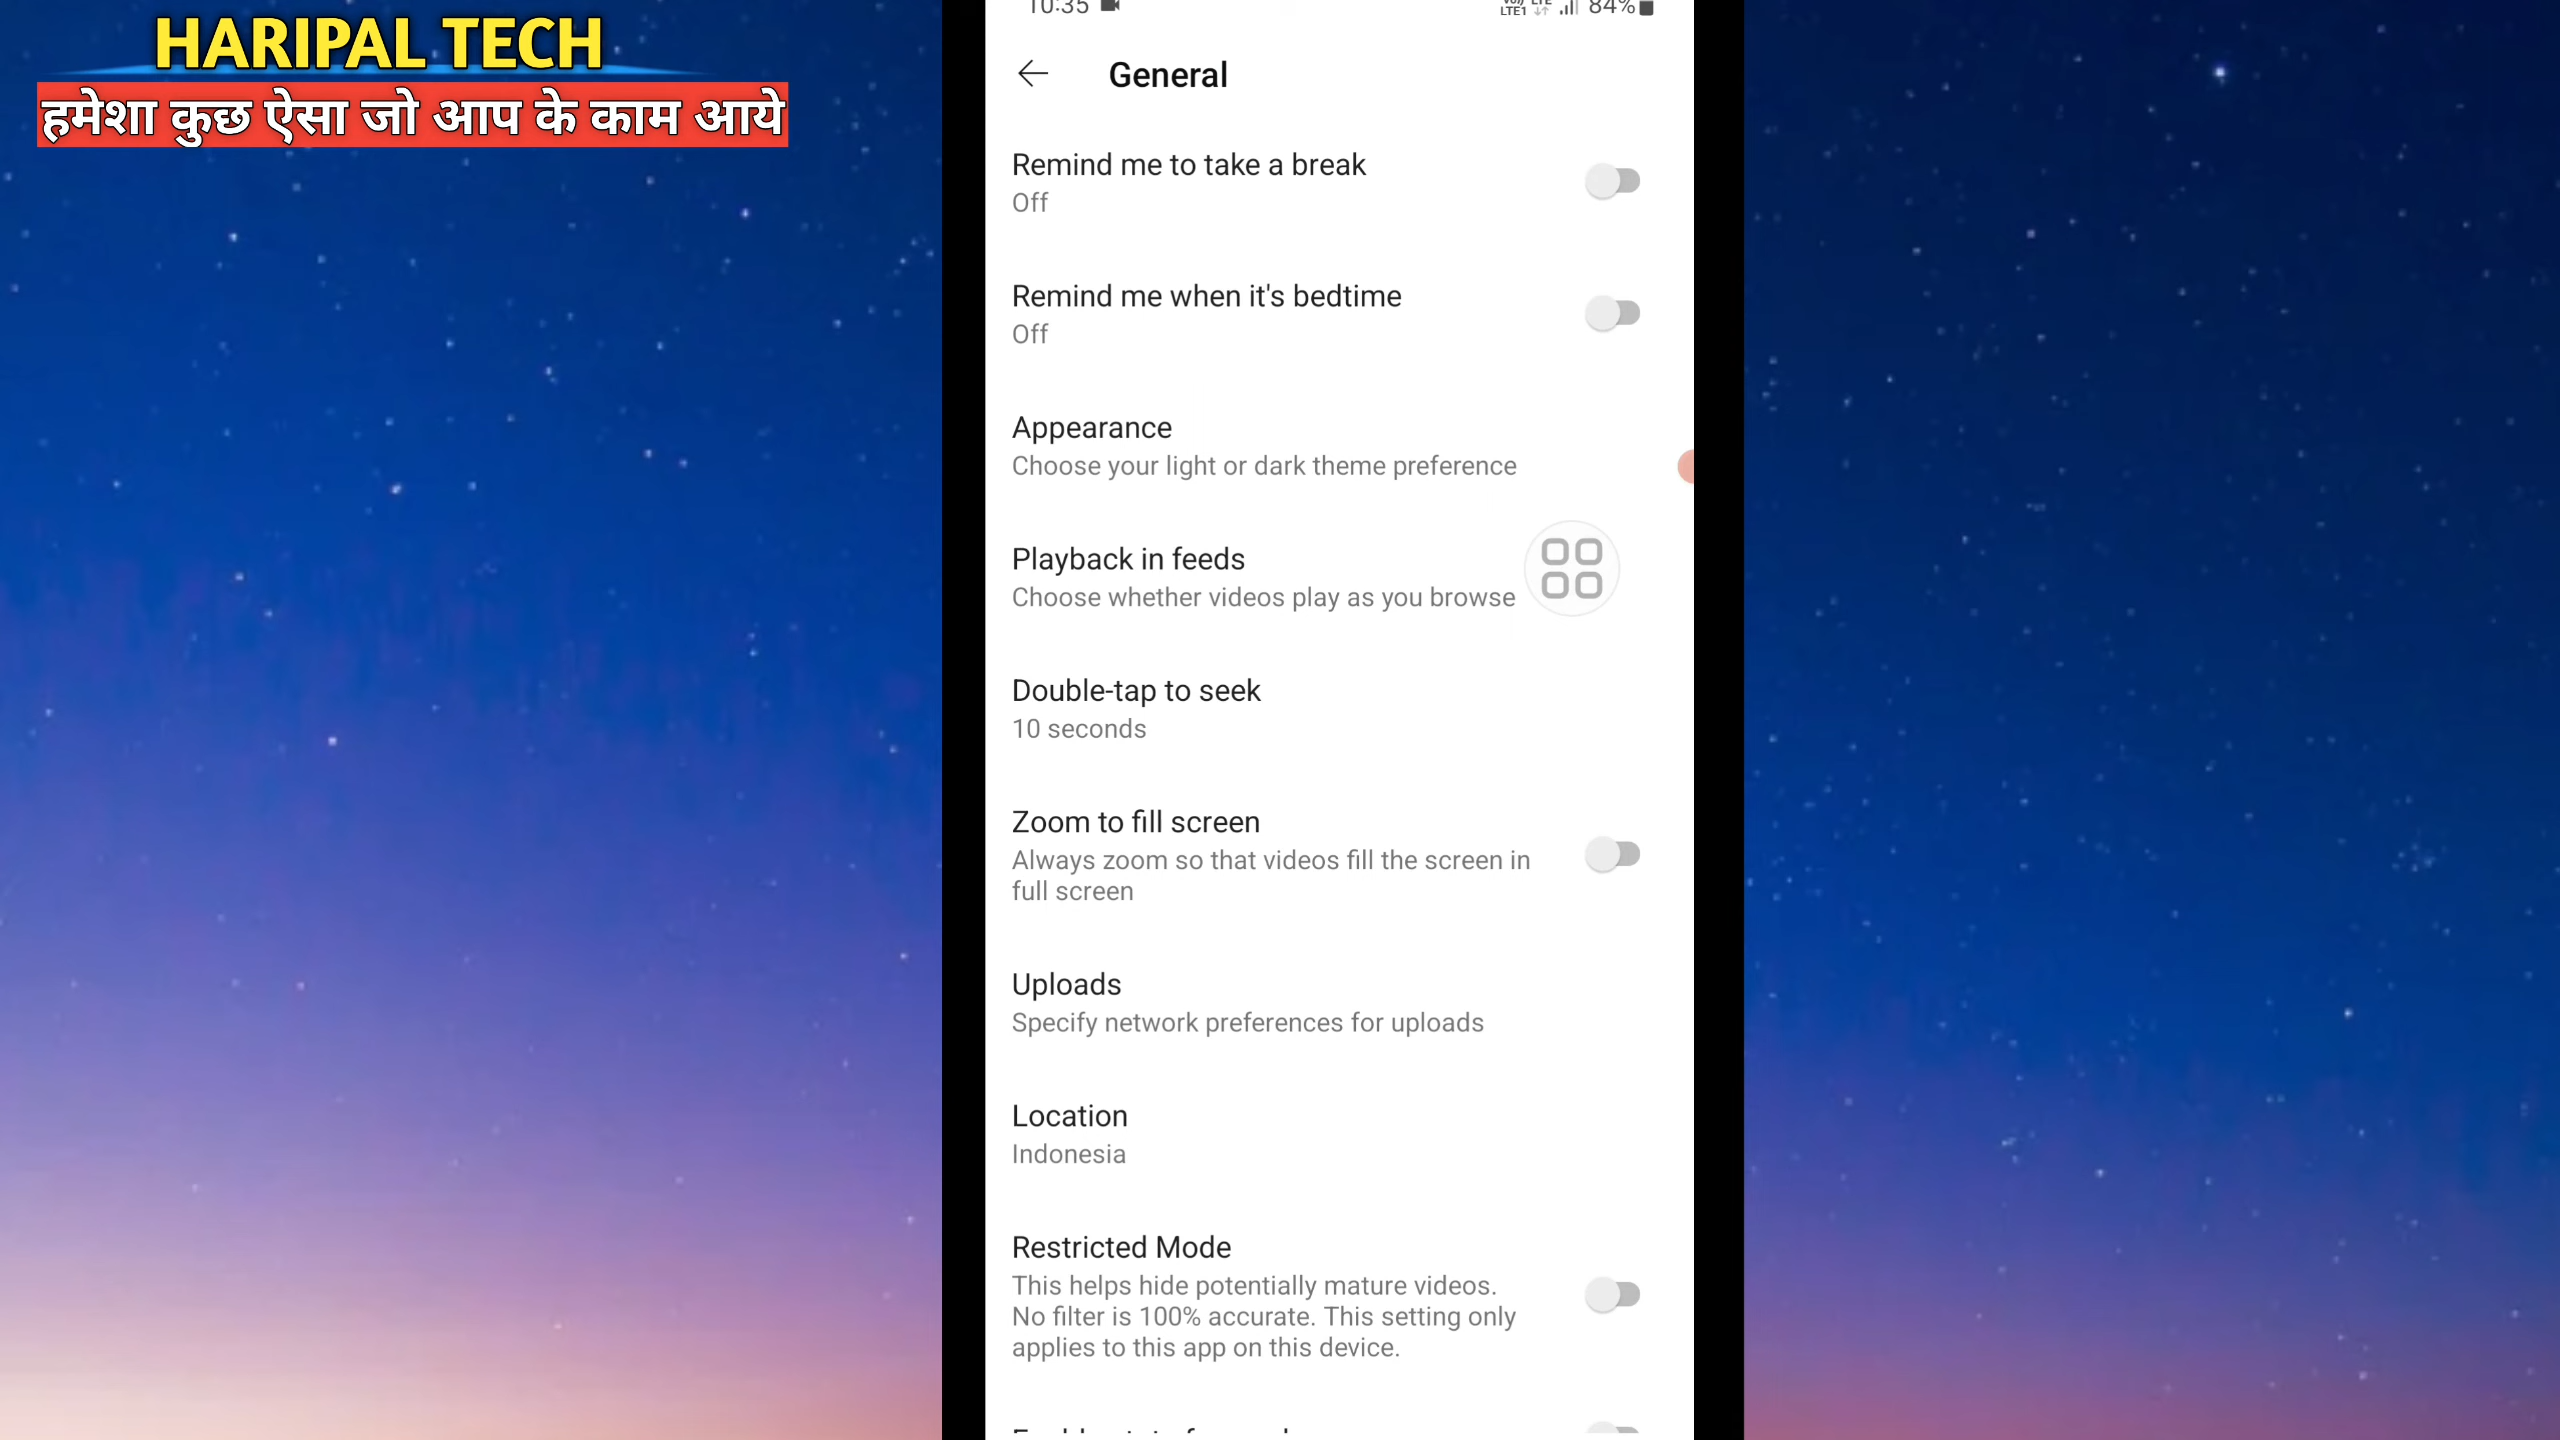 HARIPAL TECH
हमेशा कुछ ऐसा जो आप के काम आये
10:35
LTE1
84%
General
Remind me to take a break
Off
Remind me when it's bedtime
Off
Appearance
Choose your light or dark theme preference
Playback in feeds
Choose whether videos play as you browse
Double-tap to seek
10 seconds
Zoom to fill screen
Always zoom so that videos fill the screen in
full screen
Uploads
Specify network preferences for uploads
Location
Indonesia
Restricted Mode
This helps hide potentially mature videos.
No filter is 100% accurate. This setting only
applies to this app on this device.